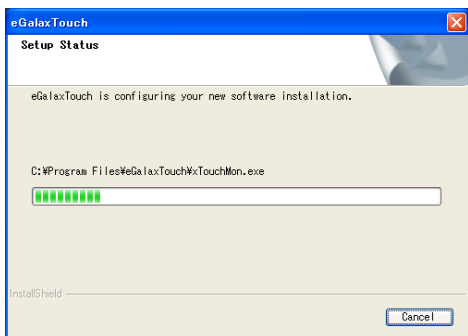 eGalaxTouch
Setup Status
eGalaxTouch is configuring your new software installation.
C:¥Program Files¥eGalaxTouch¥xTouchMon.exe
InstallShield
Cancel